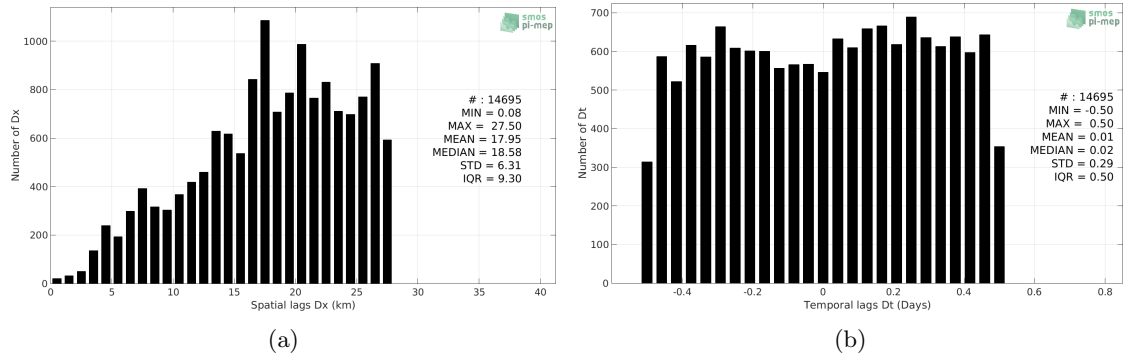 smos
pi-mep
1000
800
600
400
200
0
Number of Dx
# : 14695
MIN = 0.08
MAX = 27.50
MEAN = 17.95
MEDIAN = 18.58
STD = 6.31
IQR = 9.30
0 5 10 15 20 25 30 35 40
Spatial lags Dx (km)
(a)
smos
pi-mep
700
600
500
400
300
200
100
0
Number of Dt
# : 14695
MIN = -0.50
MAX = 0.50
MEAN = 0.01
MEDIAN = 0.02
STD = 0.29
IQR = 0.50
-0.4 -0.2 0 0.2 0.4 0.6 0.8
Temporal lags Dt (Days)
(b)